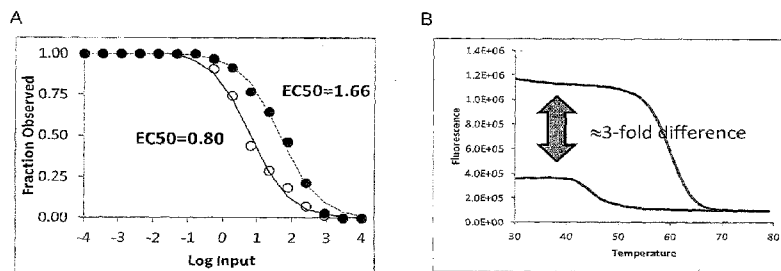 A
B
1.00
0.75
0.50
0.25
0.00
Fraction Observed
EC50=1.66
EC50=0.80
-4 -3 -2 -1 0 1 2 3 4
Log Input
1.4E+06
1.2E+06
1.0E+06
8.0E+05
6.0E+05
4.0E+05
2.0E+05
0.0E+00
Fluorescence
≈3-fold difference
30 40 50 60 70 80
Temperature